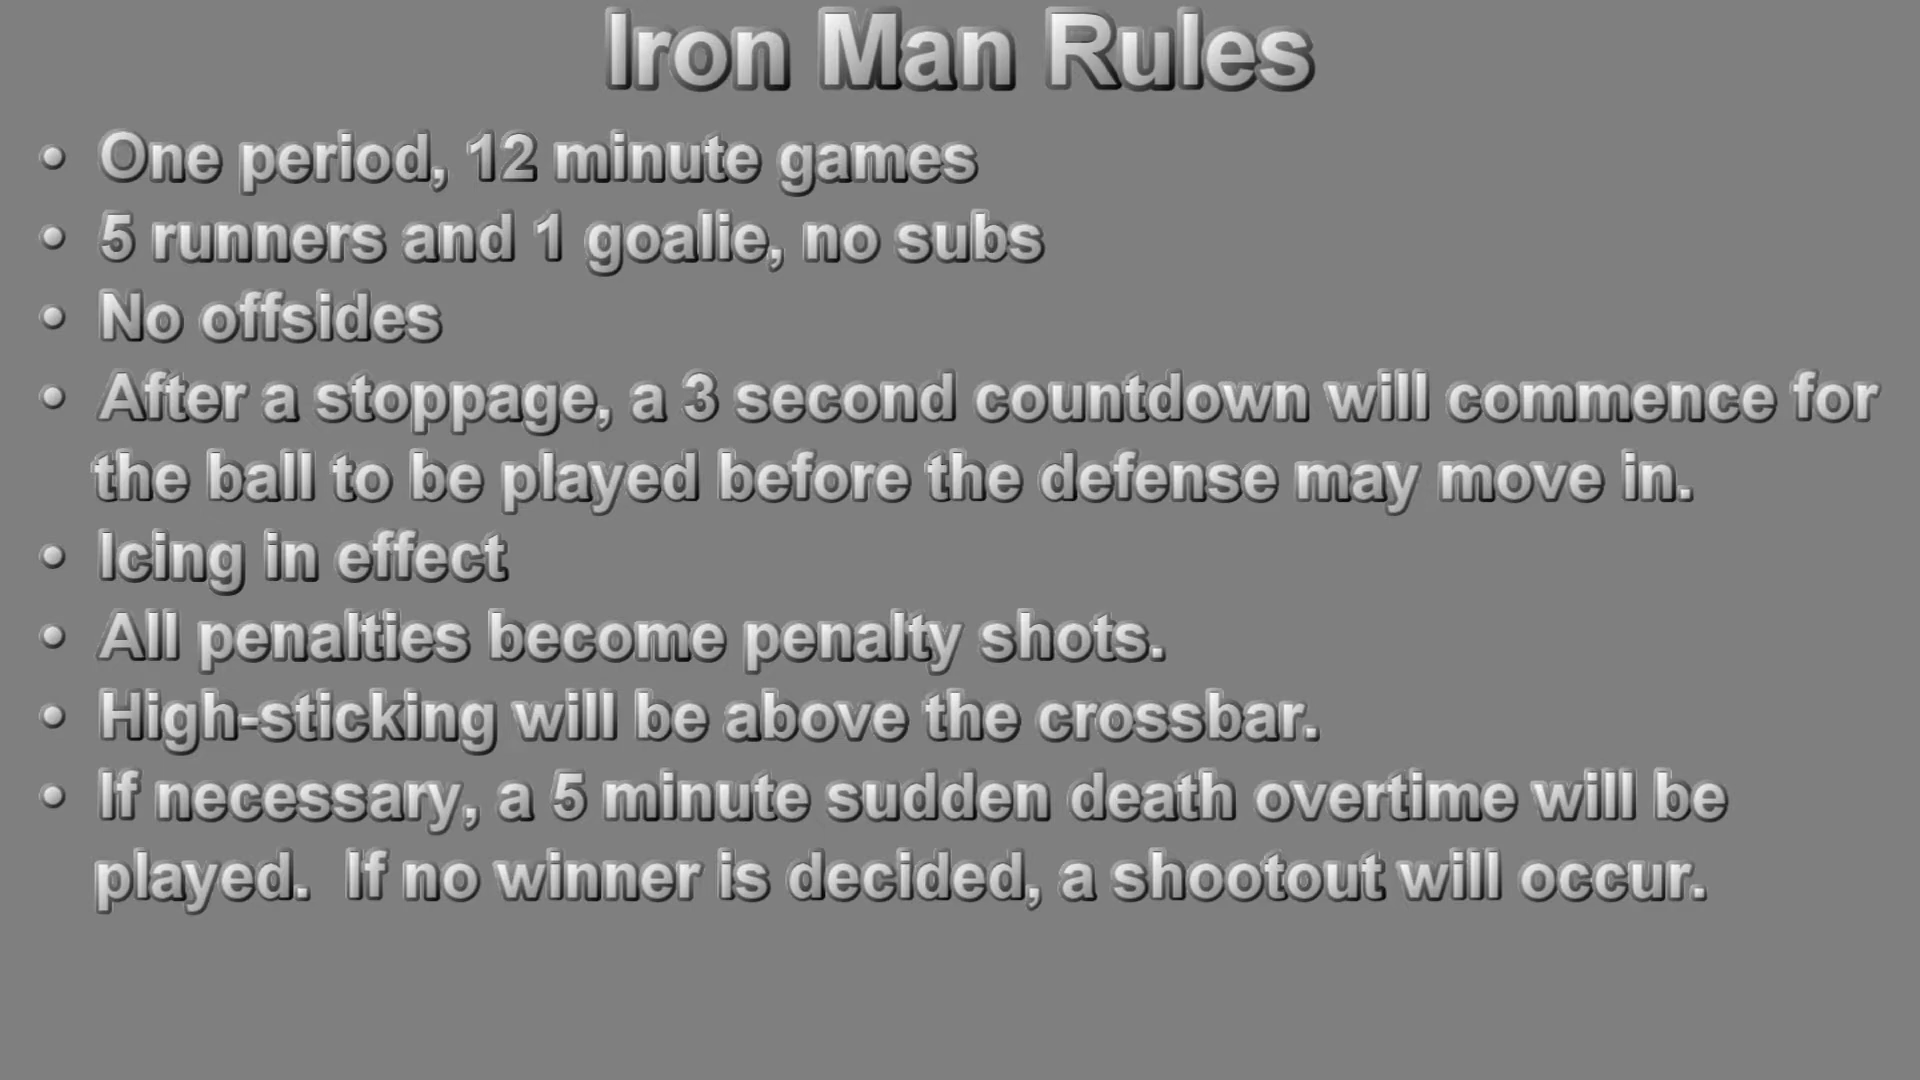 Iron Man Rules
• One period, 12 minute games
• 5 runners and 1 goalie, no subs
• No offsides
• After a stoppage, a 3 second countdown will commence for
the ball to be played before the defense may move in.
• Icing in effect
• All penalties become penalty shots.
• High-sticking will be above the crossbar.
• If necessary, a 5 minute sudden death overtime will be
played.  If no winner is decided, a shootout will occur.